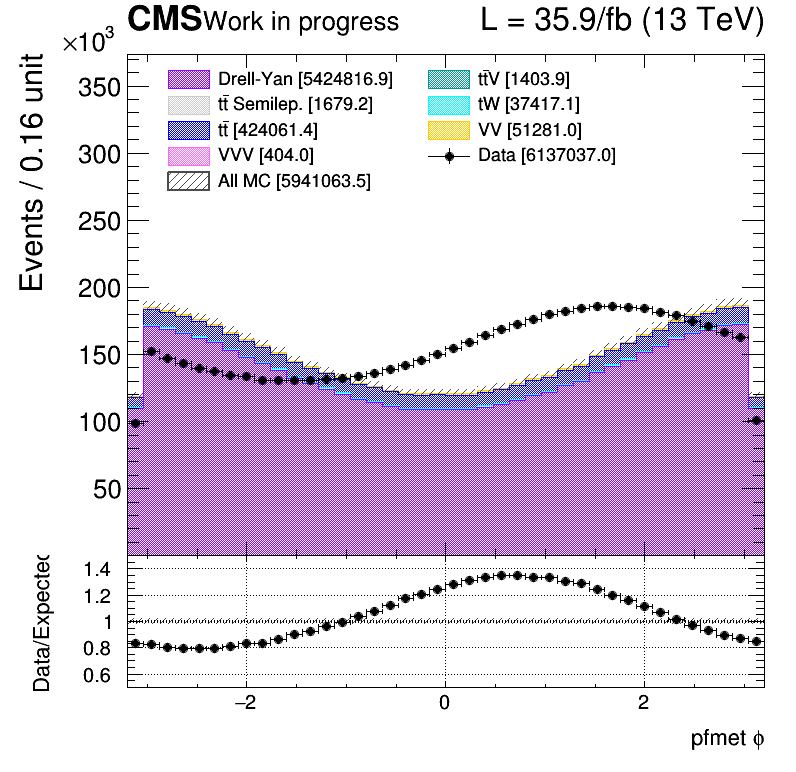 CMS Work in progress L = 35.9/fb (13 TeV)
×10³
Events / 0.16 unit
350
300
250
200
150
100
50
Drell-Yan [5424816.9]
tt̄ Semilep. [1679.2]
tt̄ [424061.4]
VVV [404.0]
All MC [5941063.5]
tt̄V [1403.9]
tW [37417.1]
VV [51281.0]
Data [6137037.0]
Data/Expected
1.4
1.2
1
0.8
0.6
−2 0 2
pfmet ϕ